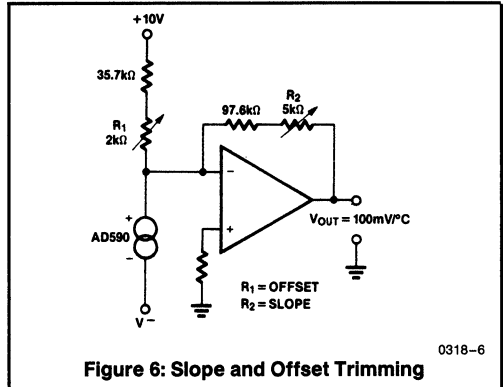 +10V
35.7kΩ
R1
2kΩ
97.6kΩ
R2
5kΩ
−
+
VOUT = 100mV/°C
+
AD590
−
V−
R1 = OFFSET
R2 = SLOPE
0318–6
Figure 6: Slope and Offset Trimming